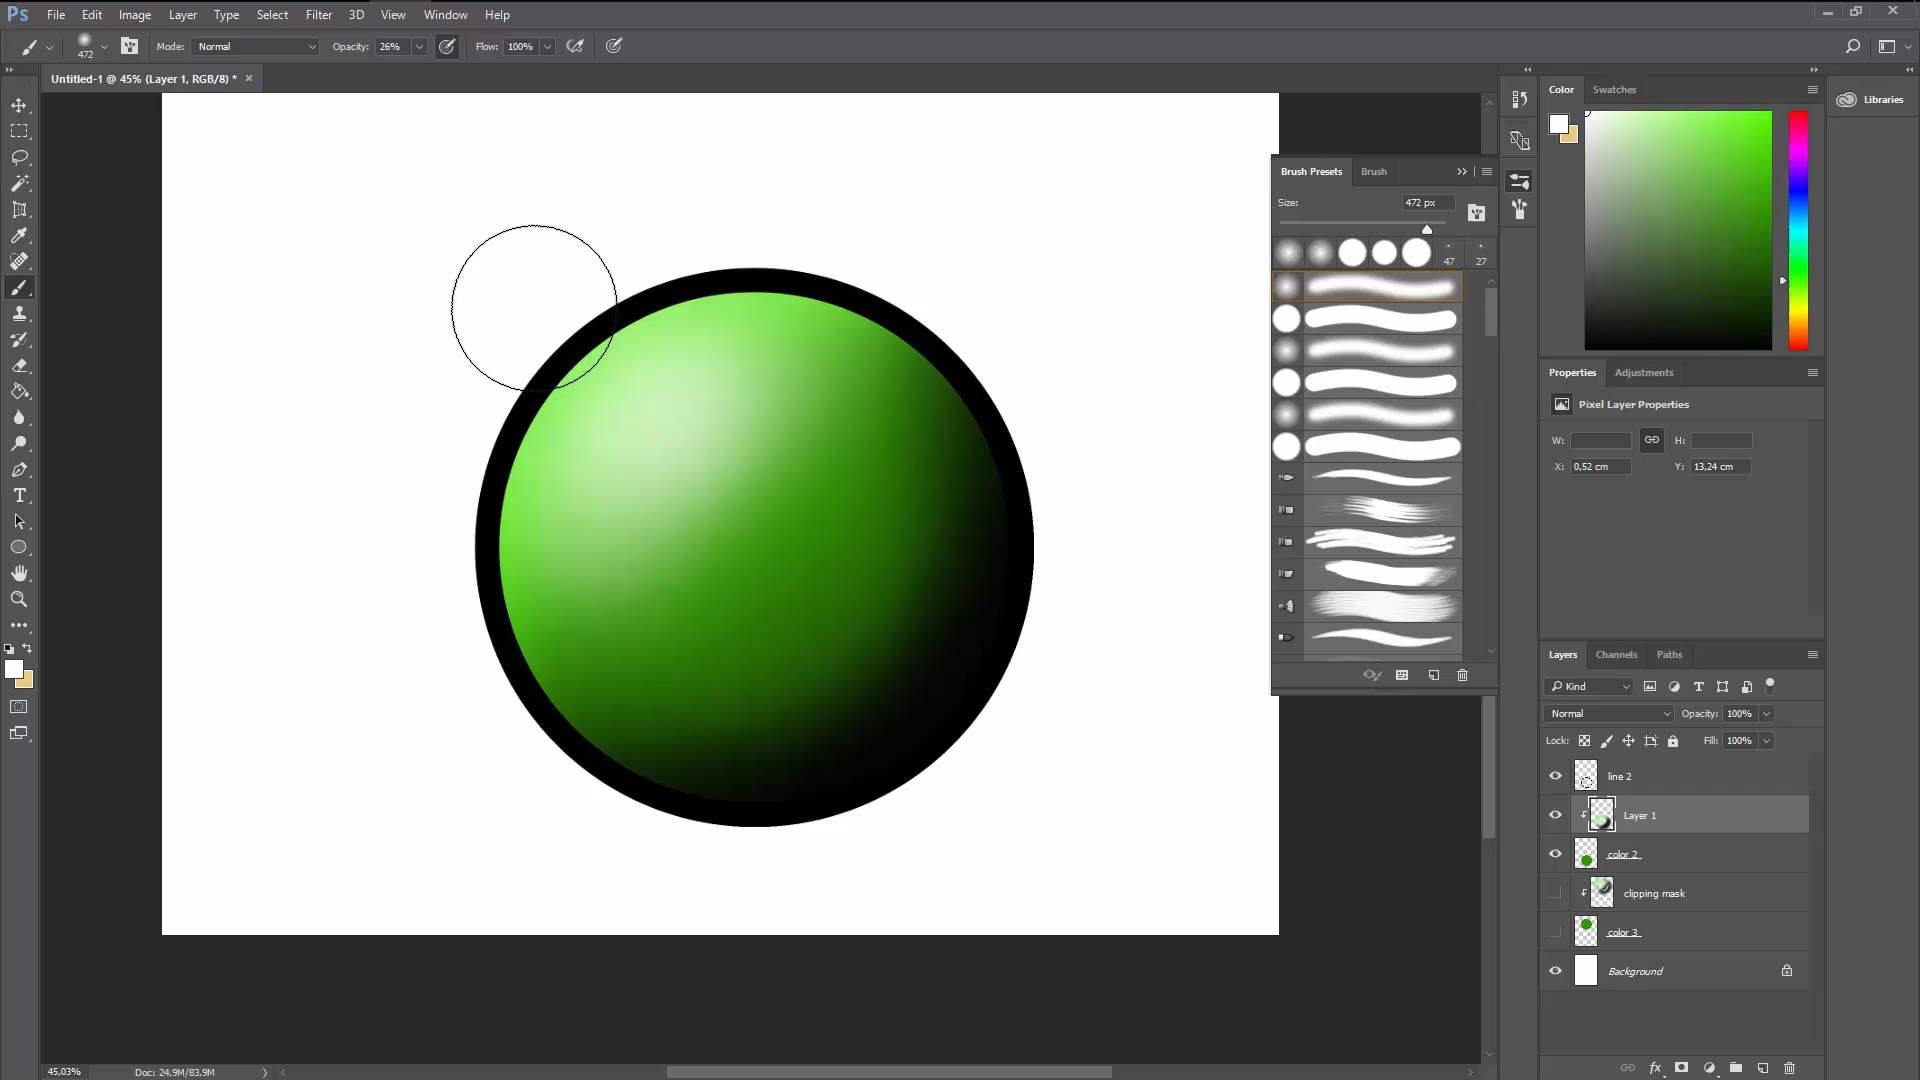 Ps File Edit Image Layer Type Select Filter 3D View Window Help
472 Mode: Normal Opacity: 26% Flow: 100%
Untitled-1 @ 45% (Layer 1, RGB/8) * ×
Color Swatches
Libraries
Brush Presets Brush
Size: 472 px
47 27
Properties Adjustments
Pixel Layer Properties
W: H:
X: 0,52 cm Y: 13,24 cm
Layers Channels Paths
Kind
Normal Opacity: 100%
Lock: Fill: 100%
line 2
Layer 1
color 2
clipping mask
color 3
Background
45,03% Doc: 24,9M/83,9M